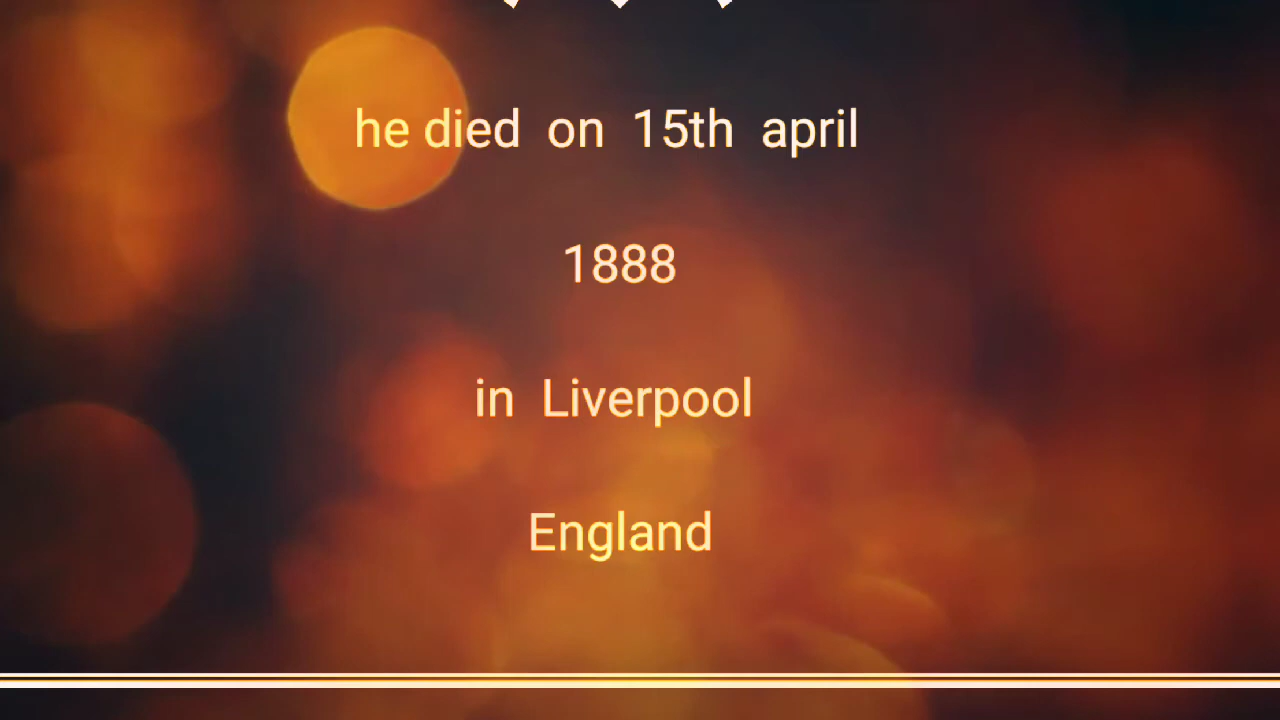 he died on 15th april
1888
in Liverpool
England